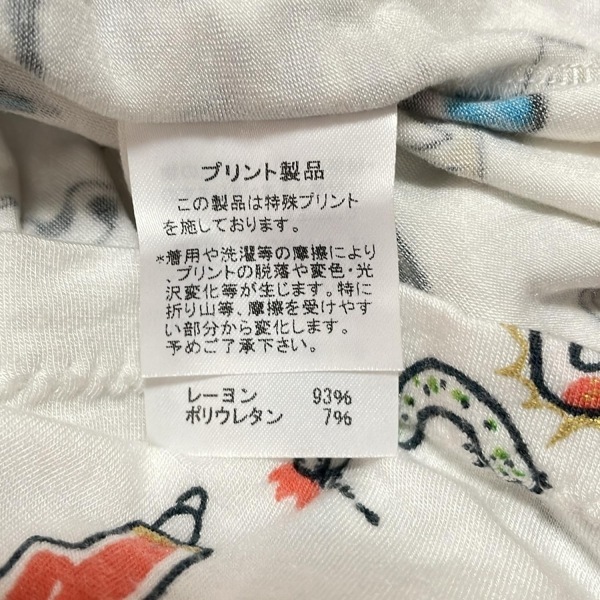 プリント製品
この製品は特殊プリント
を施しております。
*着用や洗濯等の摩擦により
プリントの脱落や変色・光
沢変化等が生じます。特に
折り山等、摩擦を受けやす
い部分から変化します。
予めご了承下さい。
レーヨン 93%
ポリウレタン 7%